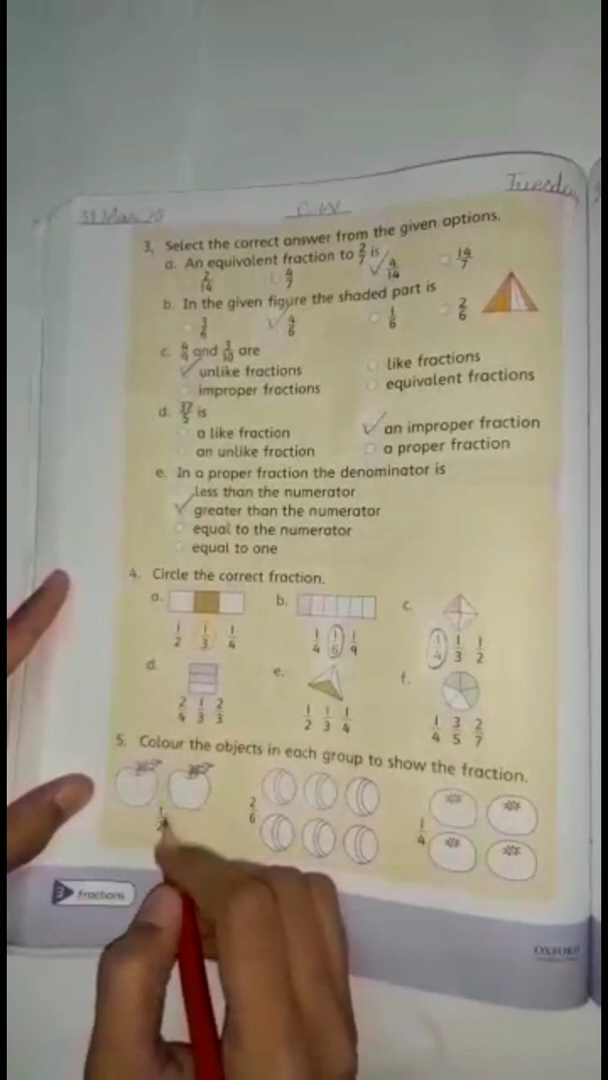 31 Mar 20
C.W
Tuesday
3. Select the correct answer from the given options.
a. An equivalent fraction to 2/7 is
2/14 4/7 4/14 14/7
b. In the given figure the shaded part is
3/6 4/6 1/6 2/6
c. and 3/10 are
unlike fractions like fractions
improper fractions equivalent fractions
d. 17/5 is
a like fraction an improper fraction
an unlike fraction a proper fraction
e. In a proper fraction the denominator is
less than the numerator
greater than the numerator
equal to the numerator
equal to one
4. Circle the correct fraction.
a. b. c.
1/2 1/3 1/4 1/4 1/6 1/9 1/4 1/3 1/2
d. e. f.
2/4 1/3 2/3 1/2 1/3 1/4 1/4 3/5 2/7
5. Colour the objects in each group to show the fraction.
1/2 2/6 1/4
3 Fractions
OXFORD